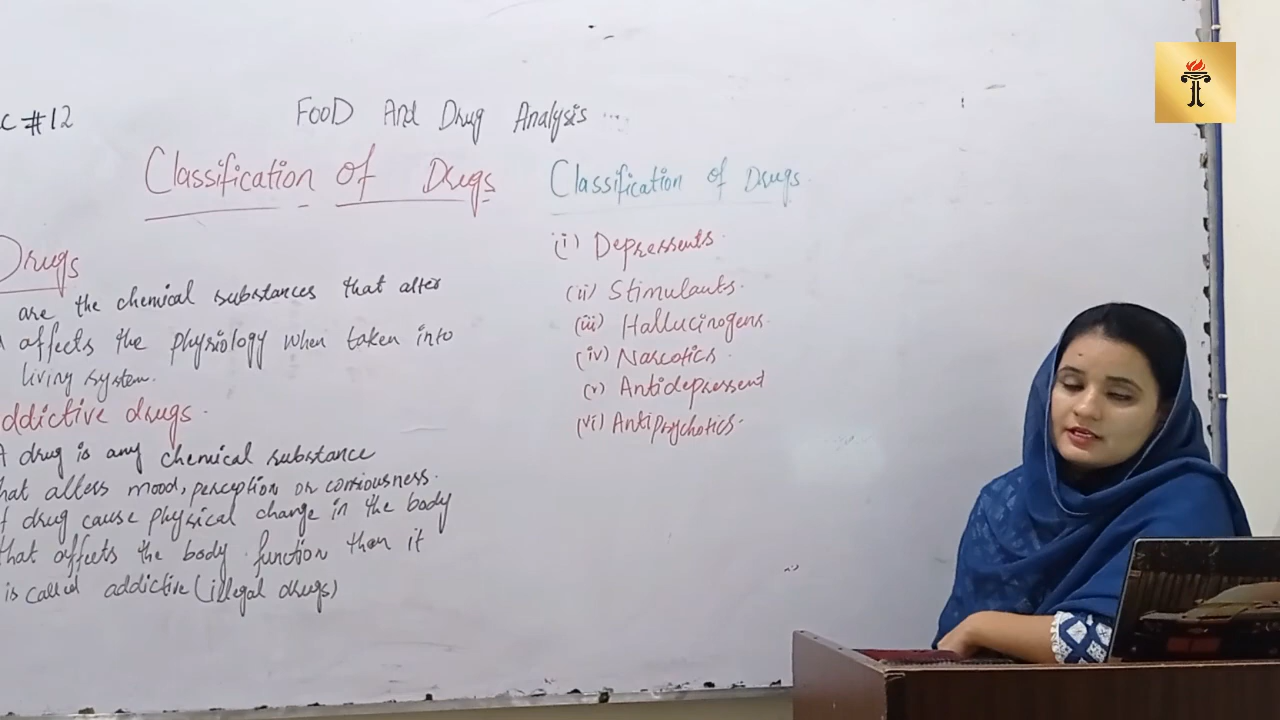 c #12
FooD And Drug Analysis ...
Classification of Drugs
Drugs
are the chemical substances that alter
affects the physiology when taken into
living system.
ddictive drugs.
A drug is any chemical substance
hat alters mood, perception or consiousness.
f drug cause physical change in the body
that affects the body function than it
is called addictive (illegal drugs)
Classification of Drugs.
(i) Depressents.
(ii) Stimulants.
(iii) Hallucinogens.
(iv) Narcotics.
(v) Antidepressent
(vi) Antipsychotics.